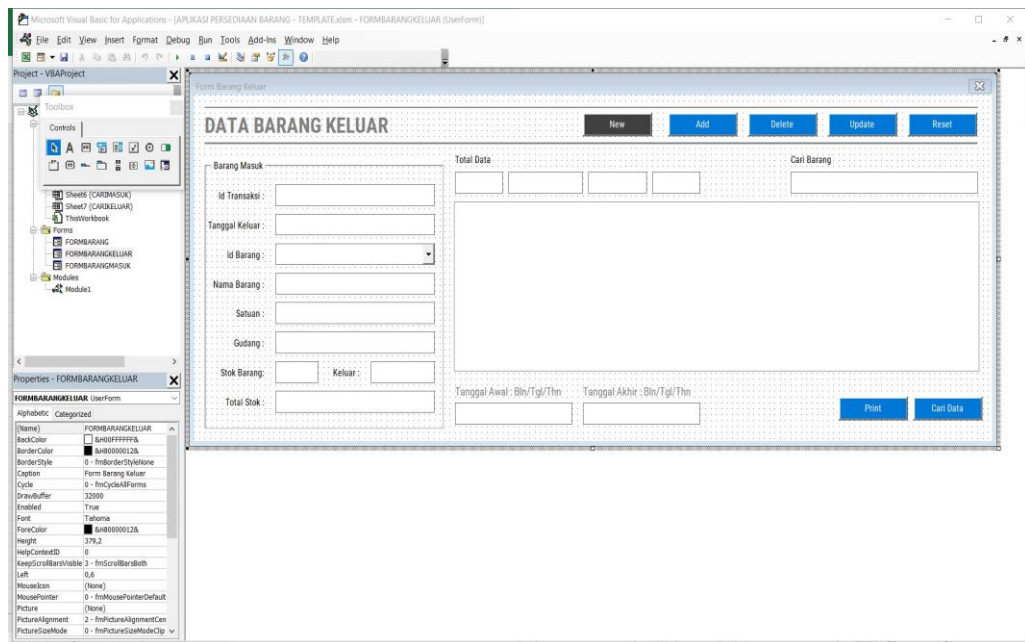 Microsoft Visual Basic for Applications - [APLIKASI PERSEDIAAN BARANG - TEMPLATE.xlsm - FORMBARANGKELUAR (UserForm)]
File Edit View Insert Format Debug Run Tools Add-Ins Window Help
Project - VBAProject
Toolbox
Controls
Sheet6 (CARIMASUK)
Sheet7 (CARIKELUAR)
ThisWorkbook
Forms
FORMBARANG
FORMBARANGKELUAR
FORMBARANGMASUK
Modules
Module1
Properties - FORMBARANGKELUAR
FORMBARANGKELUAR UserForm
Alphabetic Categorized
(Name) FORMBARANGKELUAR
BackColor &H00FFFFFF&
BorderColor &H80000012&
BorderStyle 0 - fmBorderStyleNone
Caption Form Barang Keluar
Cycle 0 - fmCycleAllForms
DrawBuffer 32000
Enabled True
Font Tahoma
ForeColor &H80000012&
Height 379,2
HelpContextID 0
KeepScrollBarsVisible 3 - fmScrollBarsBoth
Left 0,6
MouseIcon (None)
MousePointer 0 - fmMousePointerDefault
Picture (None)
PictureAlignment 2 - fmPictureAlignmentCen
PictureSizeMode 0 - fmPictureSizeModeClip
Form Barang Keluar
DATA BARANG KELUAR New Add Delete Update Reset
Barang Masuk
Id Transaksi :
Tanggal Keluar :
Id Barang :
Nama Barang :
Satuan :
Gudang :
Stok Barang: Keluar :
Total Stok :
Total Data Cari Barang
Tanggal Awal : Bln/Tgl/Thn Tanggal Akhir : Bln/Tgl/Thn
Print Cari Data